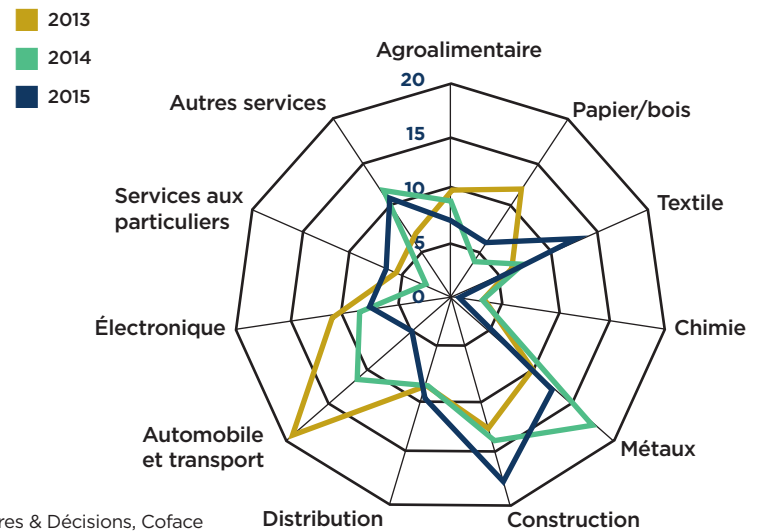 2013
2014
2015
Agroalimentaire
Papier/bois
Textile
Chimie
Métaux
Construction
Distribution
Automobile
et transport
Électronique
Services aux
particuliers
Autres services
20
15
10
5
0
res & Décisions, Coface